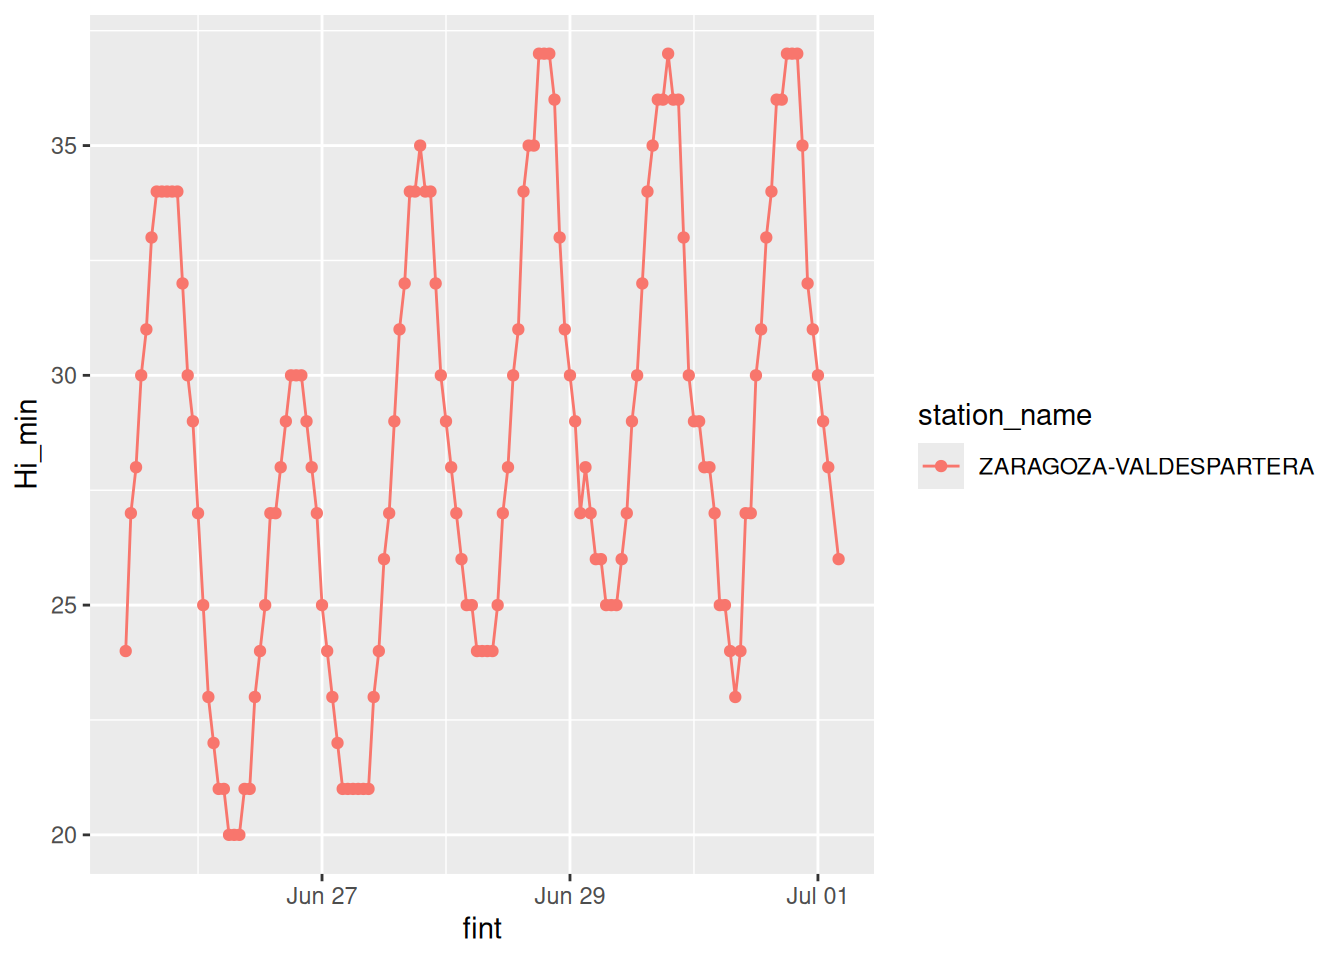 35
30
25
20
Hi_min
Jun 27
Jun 29
Jul 01
fint
station_name
ZARAGOZA-VALDESPARTERA